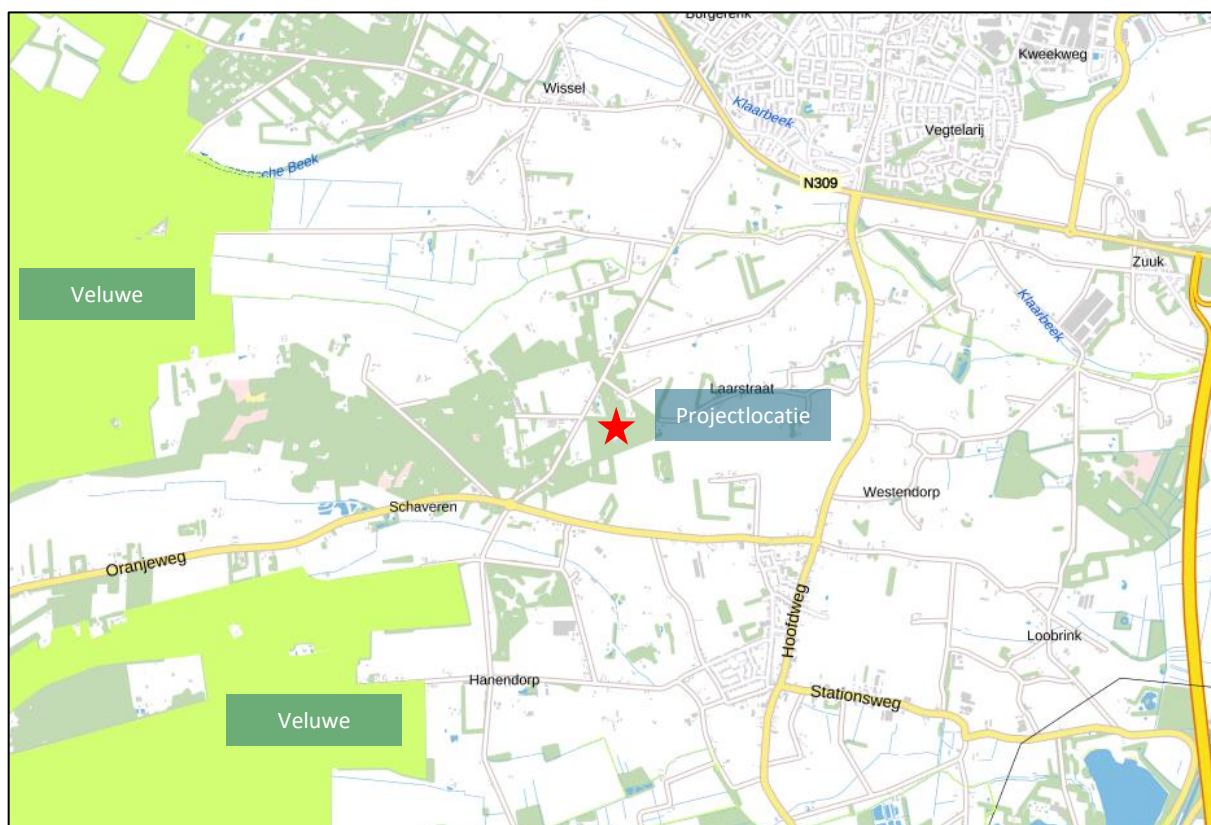 Wissel
Klaarbeek
Kweekweg
Vegtelarij
N309
Zuuk
Klaarbeek
Veluwe
Laarstraat
Projectlocatie
Westendorp
Schaveren
Oranjeweg
Hoofdweg
Loobrink
Hanendorp
Stationsweg
Veluwe